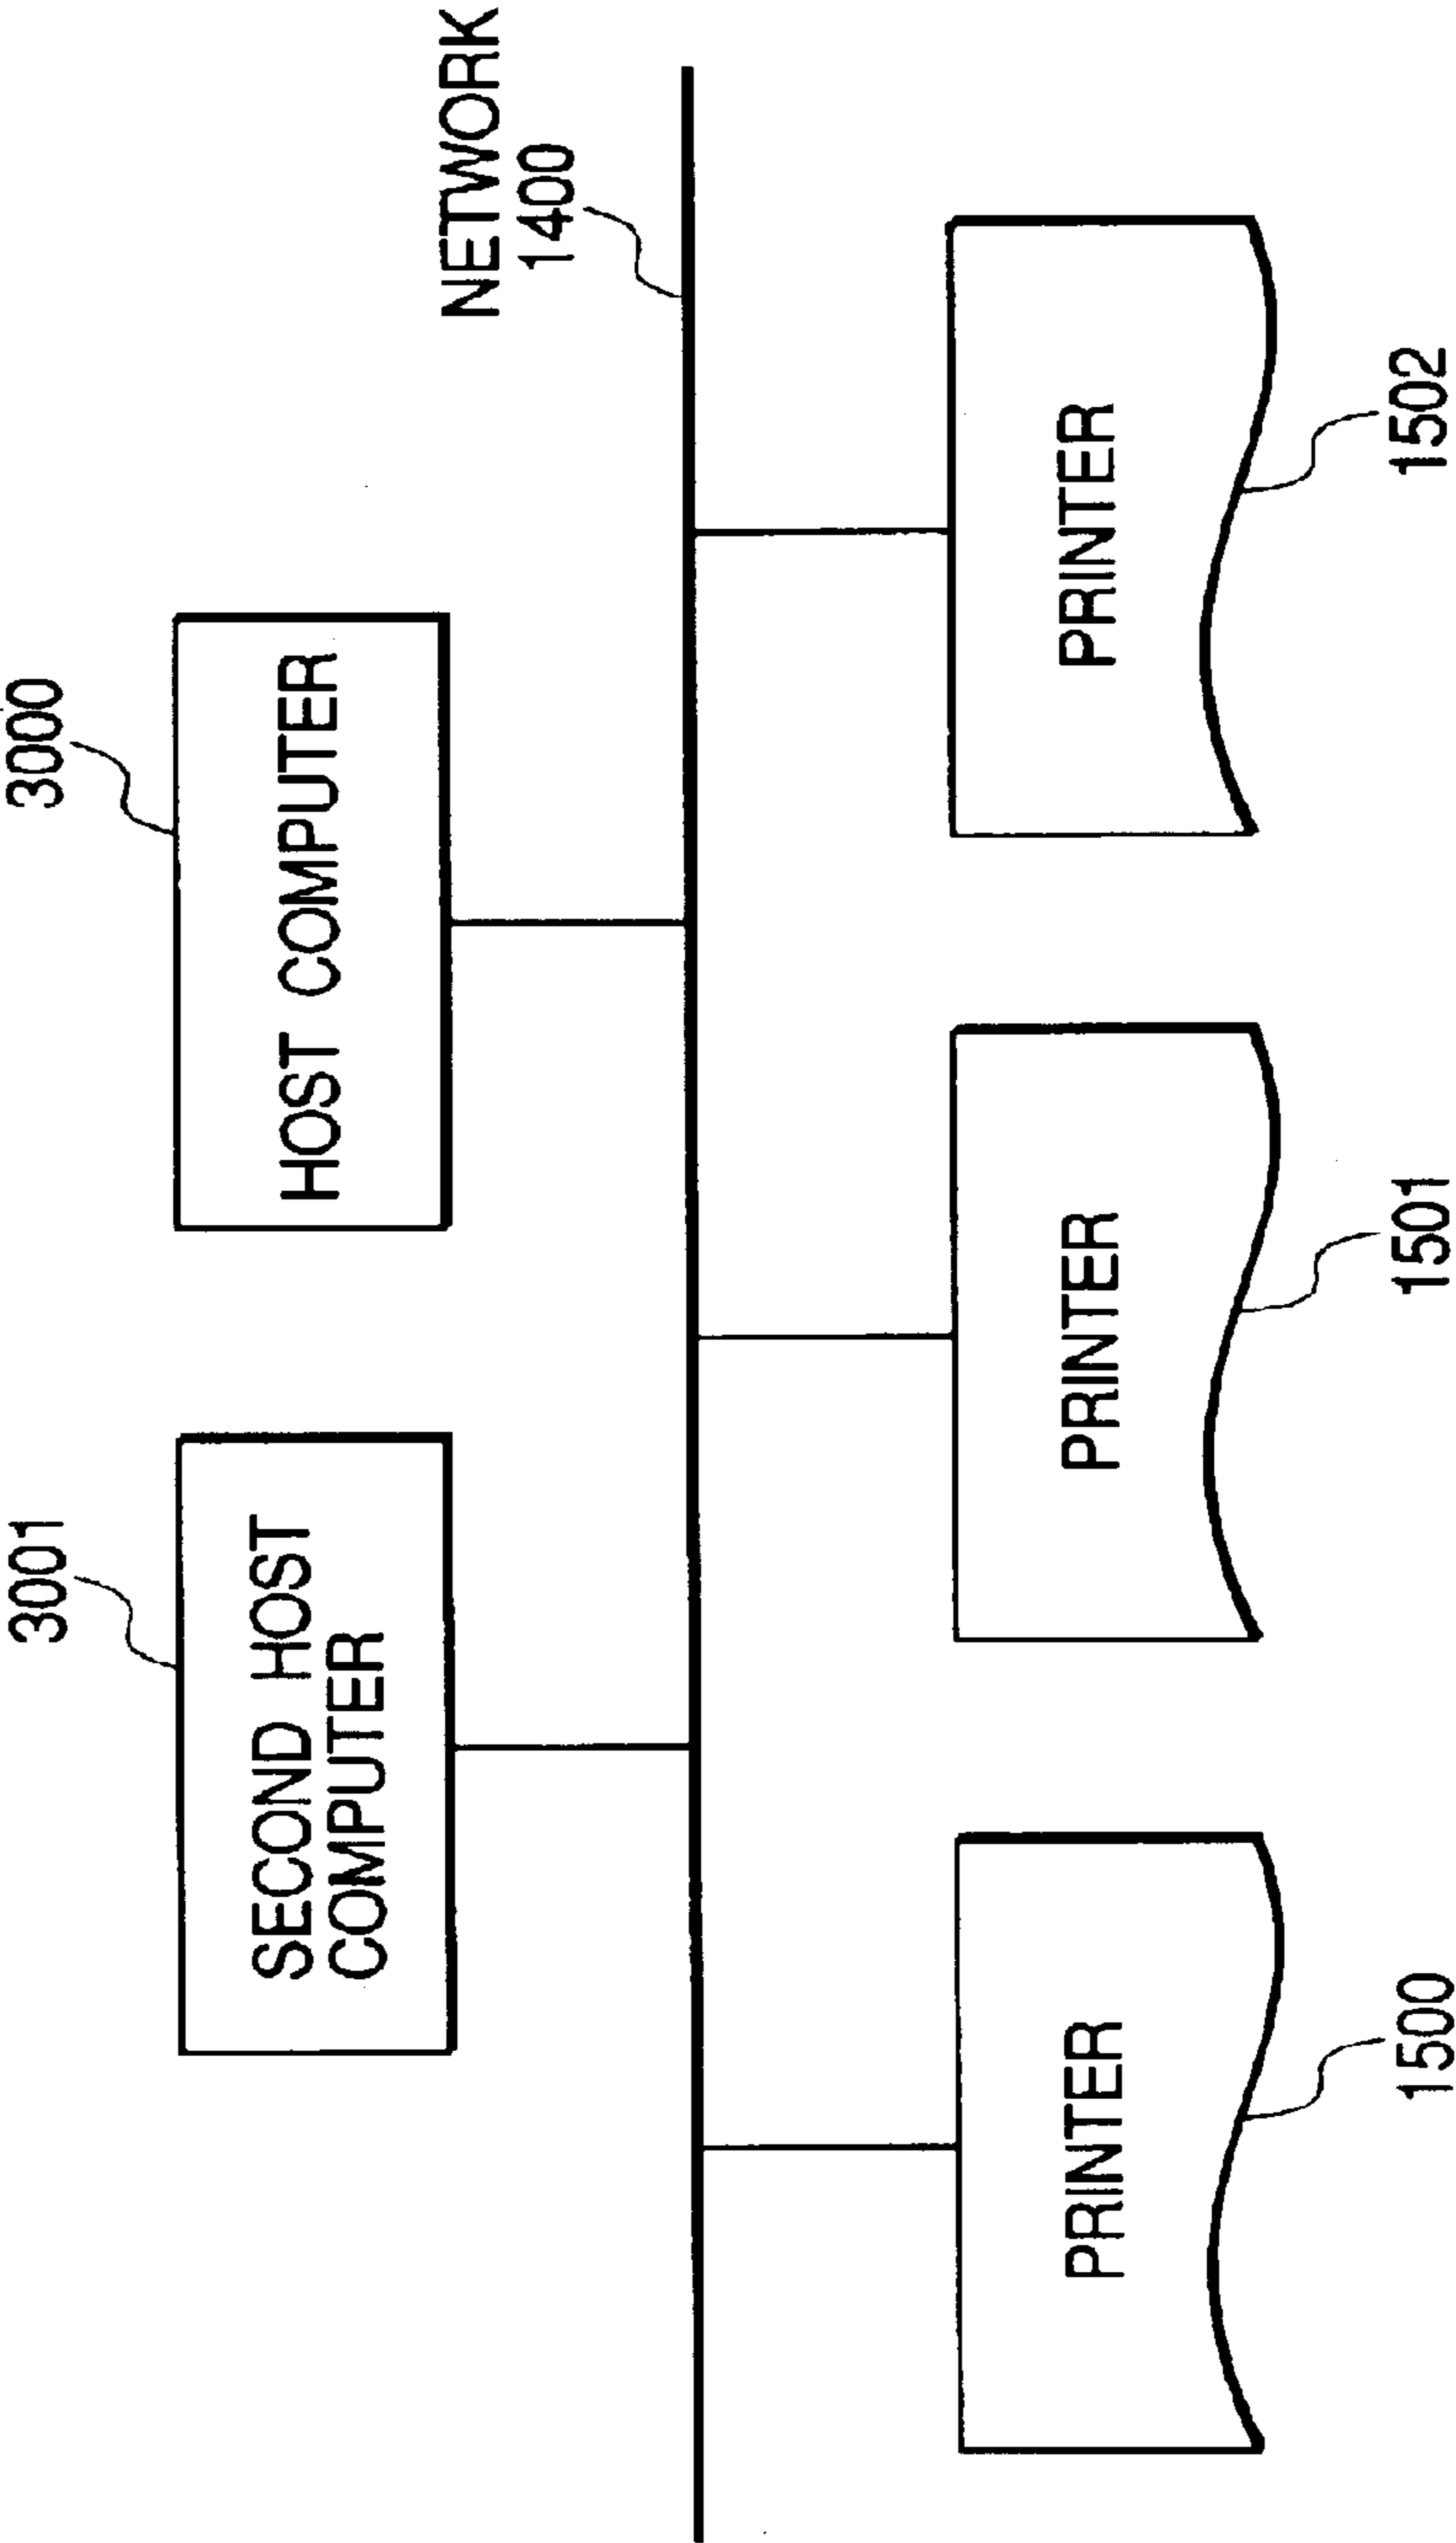 3001
3000
SECOND HOST
COMPUTER
HOST COMPUTER
NETWORK
1400
PRINTER
PRINTER
PRINTER
1500
1501
1502